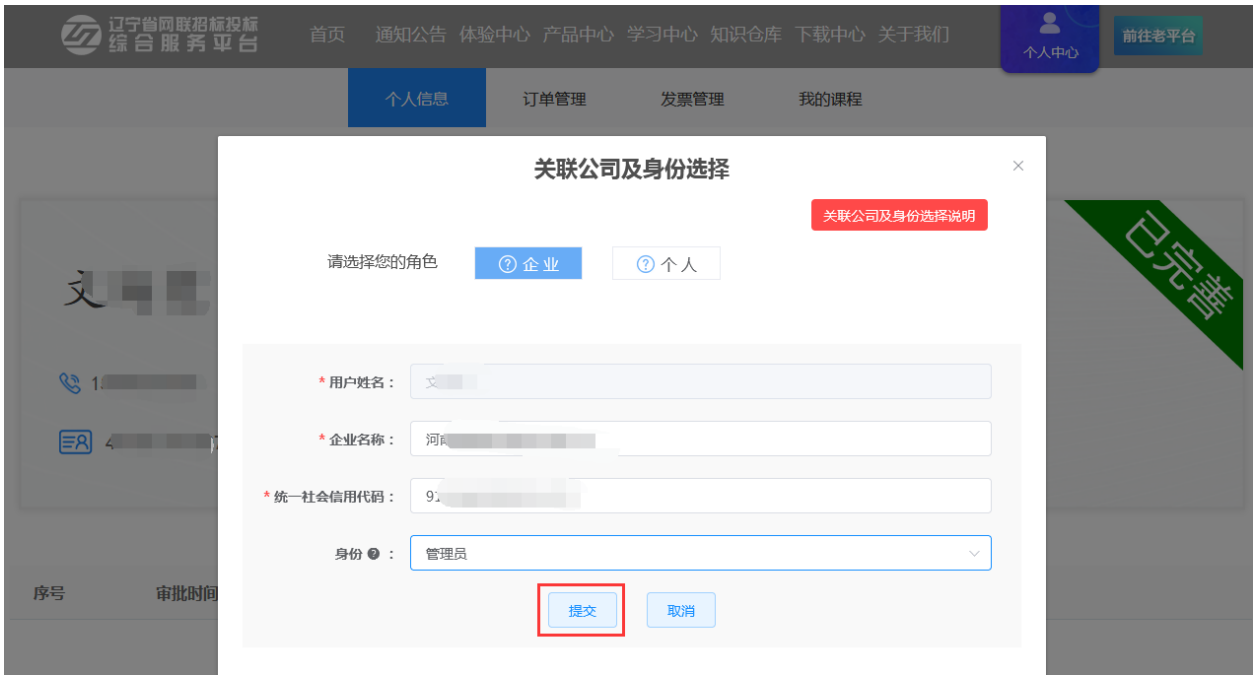 辽宁省网联招标投标
综合服务平台
首页 通知公告 体验中心 产品中心 学习中心 知识仓库 下载中心 关于我们
个人中心
前往老平台
个人信息 订单管理 发票管理 我的课程
关联公司及身份选择
关联公司及身份选择说明
请选择您的角色 ? 企业 ? 个人
已完善
文
1
4
* 用户姓名：
* 企业名称： 河南
* 统一社会信用代码： 91
身份 ? ： 管理员
序号 审批时间
提交 取消